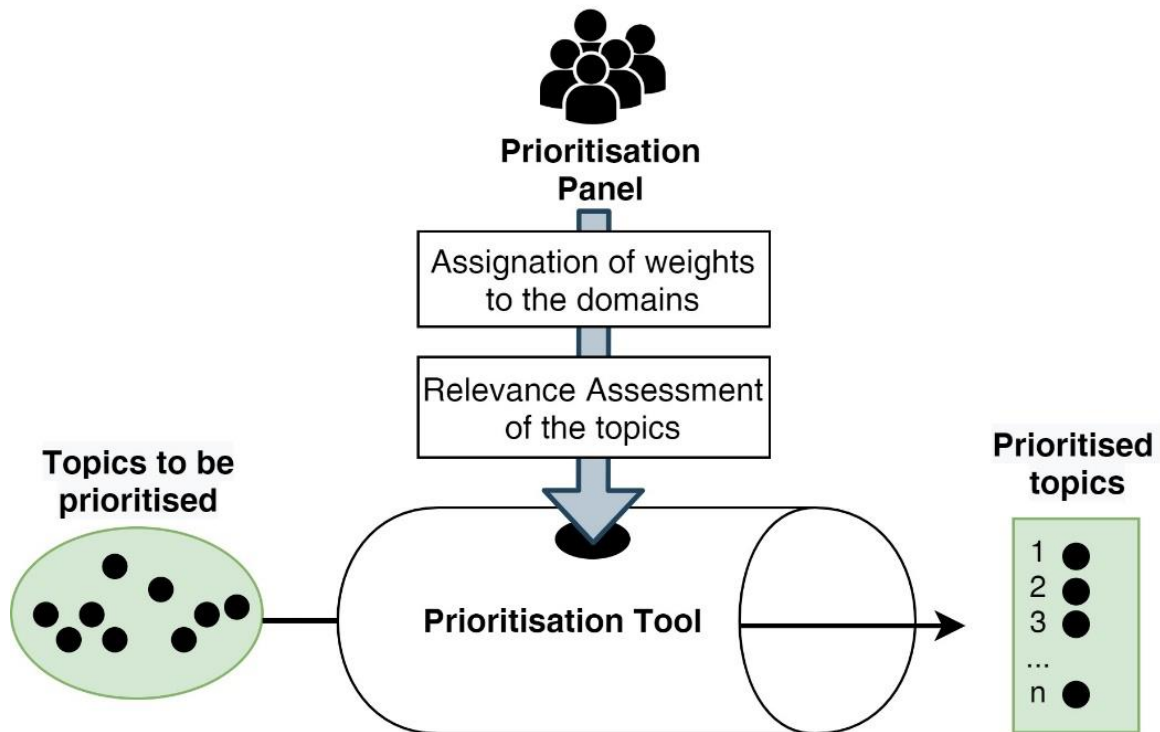 Prioritisation
Panel
Assignation of weights
to the domains
Relevance Assessment
of the topics
Topics to be
prioritised
Prioritisation Tool
Prioritised
topics
1
2
3
...
n